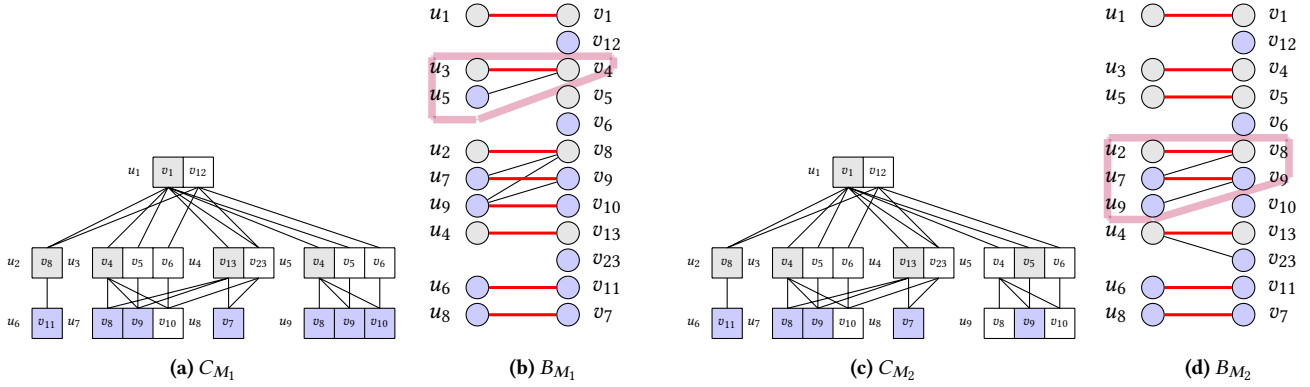 u1 v1 v12
u2 v8 u3 v4 v5 v6 u4 v13 v23 u5 v4 v5 v6
u6 v11 u7 v8 v9 v10 u8 v7 u9 v8 v9 v10
(a) C_M1
u1 v1
v12
u3 v4
u5 v5
v6
u2 v8
u7 v9
u9 v10
u4 v13
v23
u6 v11
u8 v7
(b) B_M1
u1 v1 v12
u2 v8 u3 v4 v5 v6 u4 v13 v23 u5 v4 v5 v6
u6 v11 u7 v8 v9 v10 u8 v7 u9 v8 v9 v10
(c) C_M2
u1 v1
v12
u3 v4
u5 v5
v6
u2 v8
u7 v9
u9 v10
u4 v13
v23
u6 v11
u8 v7
(d) B_M2